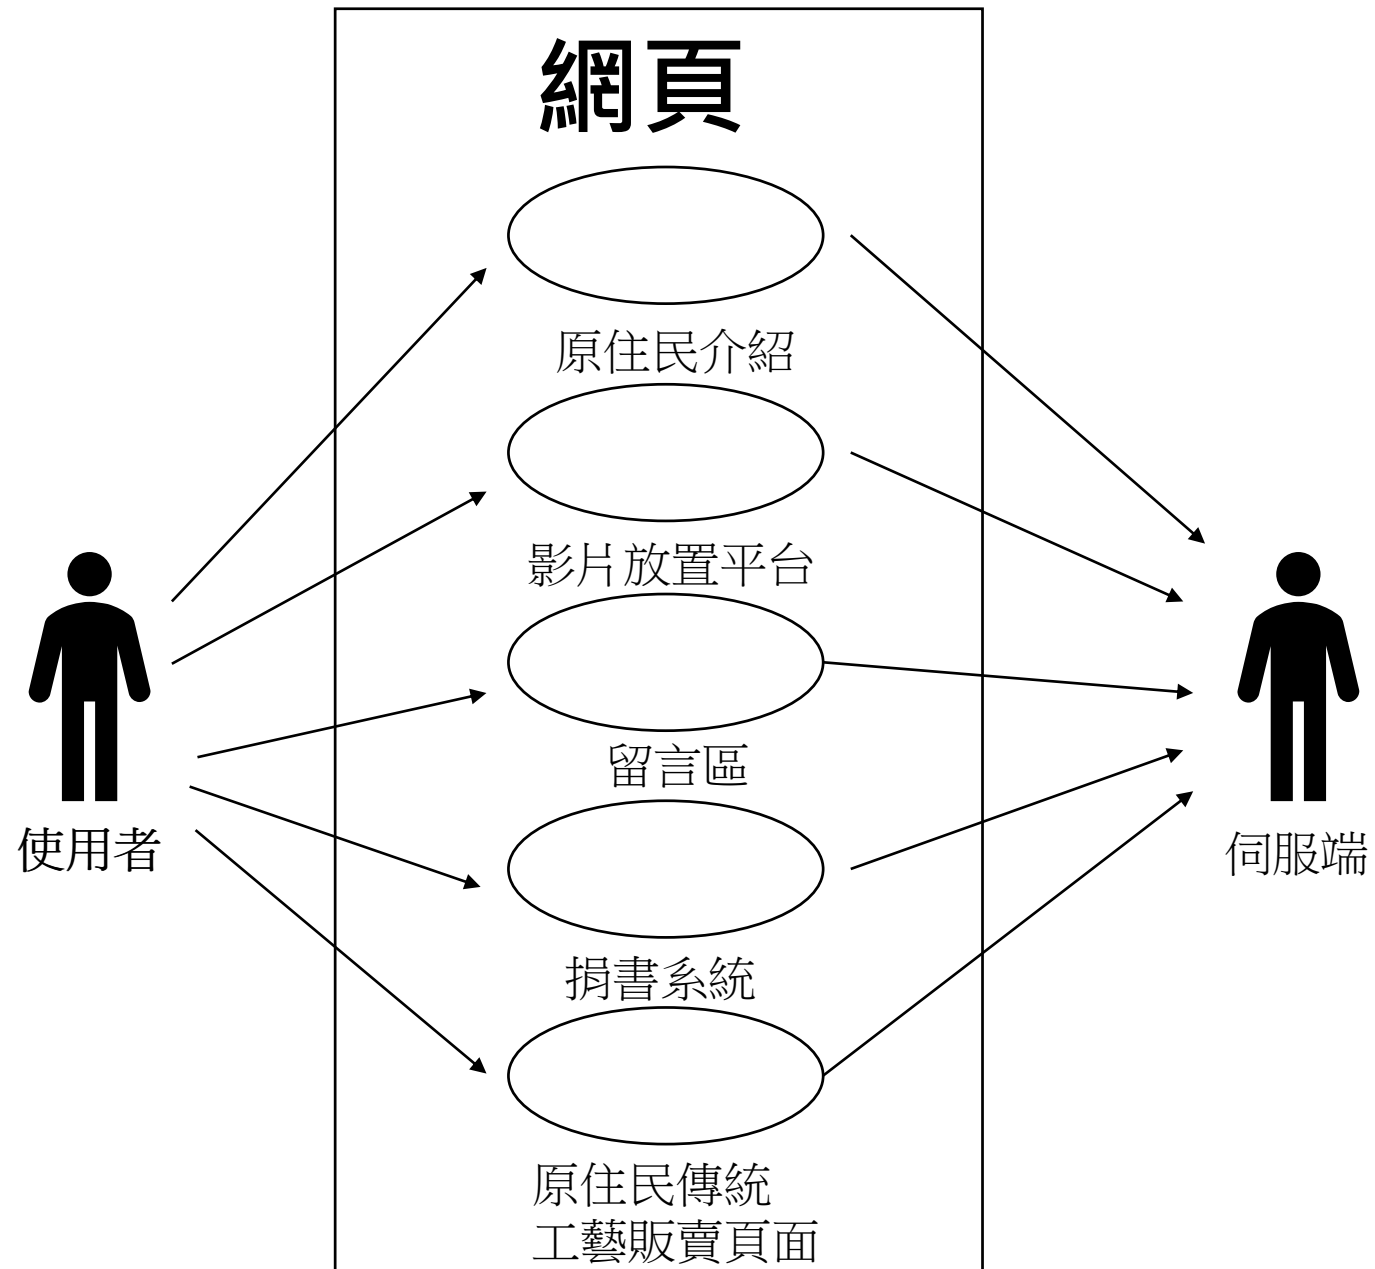 網頁
原住民介紹
影片放置平台
留言區
使用者
伺服端
捐書系統
原住民傳統
工藝販賣頁面